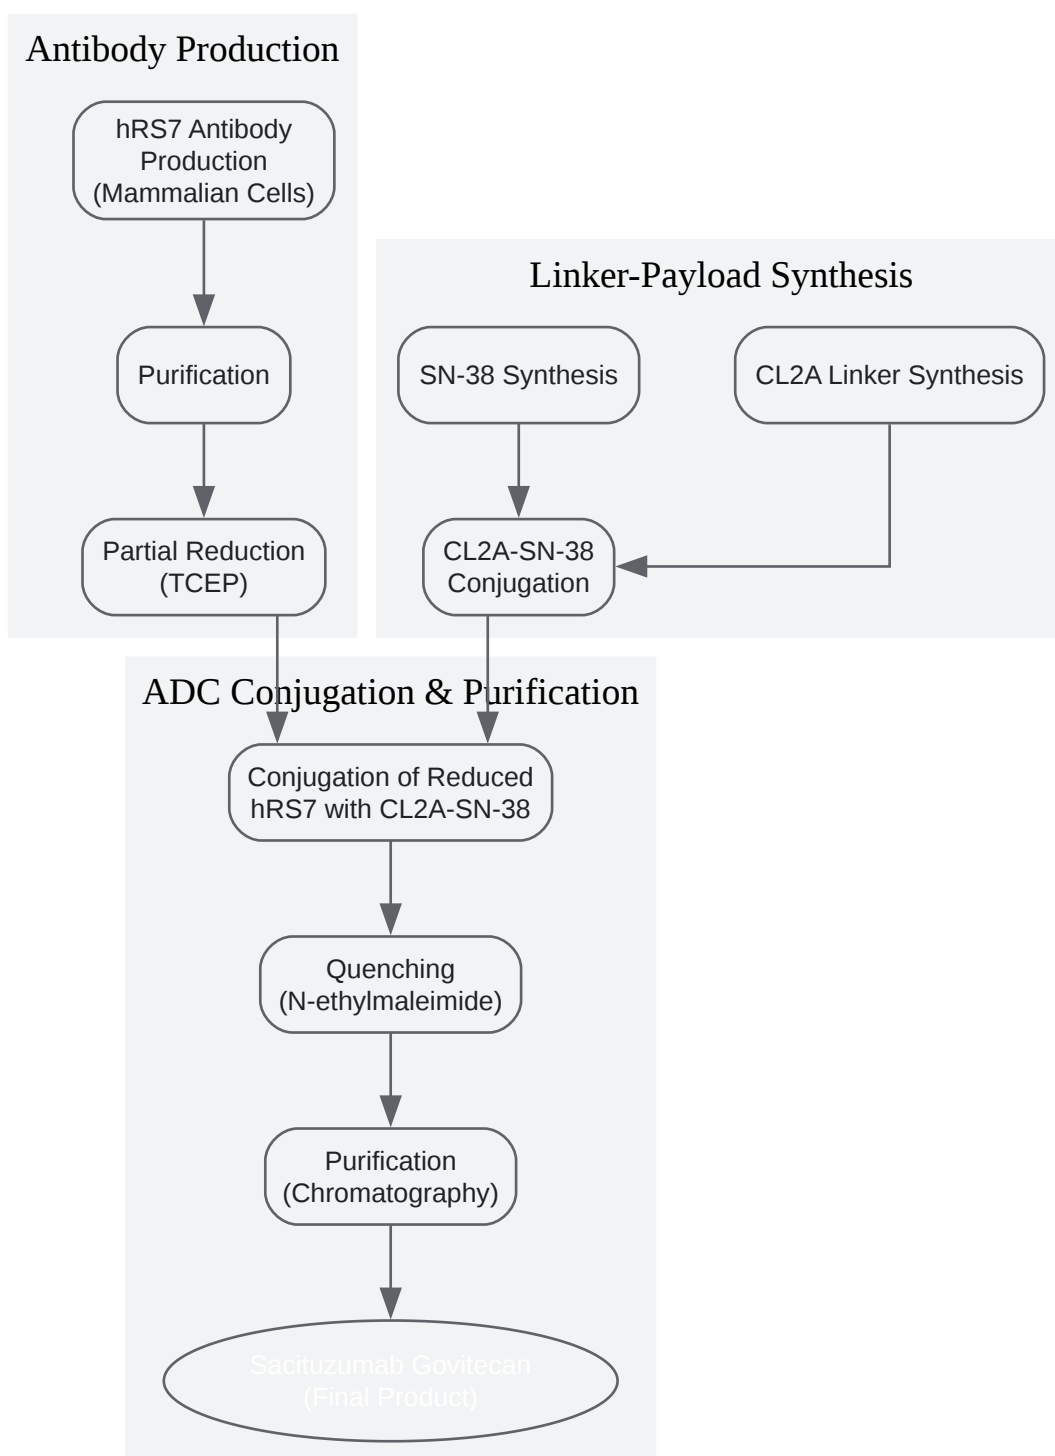 Antibody Production
hRS7 Antibody
Production
(Mammalian Cells)
Purification
Partial Reduction
(TCEP)
Linker-Payload Synthesis
SN-38 Synthesis
CL2A Linker Synthesis
CL2A-SN-38
Conjugation
ADC Conjugation & Purification
Conjugation of Reduced
hRS7 with CL2A-SN-38
Quenching
(N-ethylmaleimide)
Purification
(Chromatography)
Sacituzumab Govitecan
(Final Product)